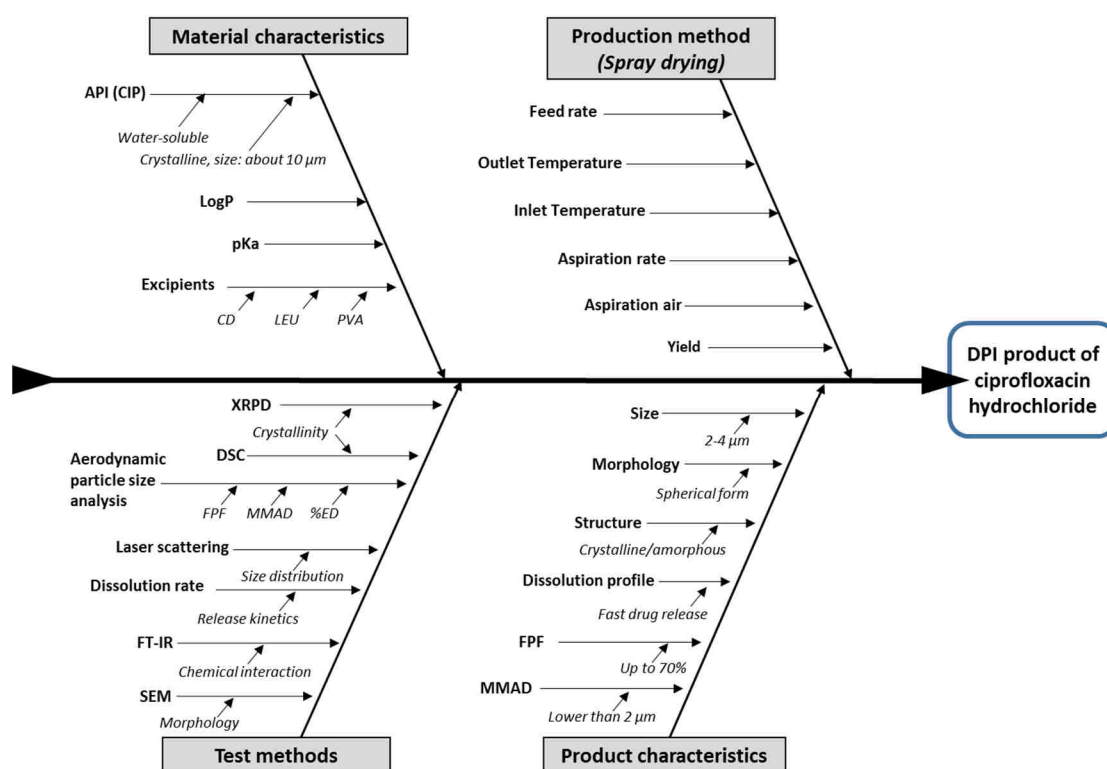 Material characteristics
API (CIP)
Water-soluble
Crystalline, size: about 10 µm
LogP
pKa
Excipients
CD
LEU
PVA
Production method
(Spray drying)
Feed rate
Outlet Temperature
Inlet Temperature
Aspiration rate
Aspiration air
Yield
DPI product of
ciprofloxacin
hydrochloride
XRPD
Crystallinity
DSC
Aerodynamic
particle size
analysis
FPF
MMAD
%ED
Laser scattering
Size distribution
Dissolution rate
Release kinetics
FT-IR
Chemical interaction
SEM
Morphology
Test methods
Size
2-4 µm
Morphology
Spherical form
Structure
Crystalline/amorphous
Dissolution profile
Fast drug release
FPF
Up to 70%
MMAD
Lower than 2 µm
Product characteristics